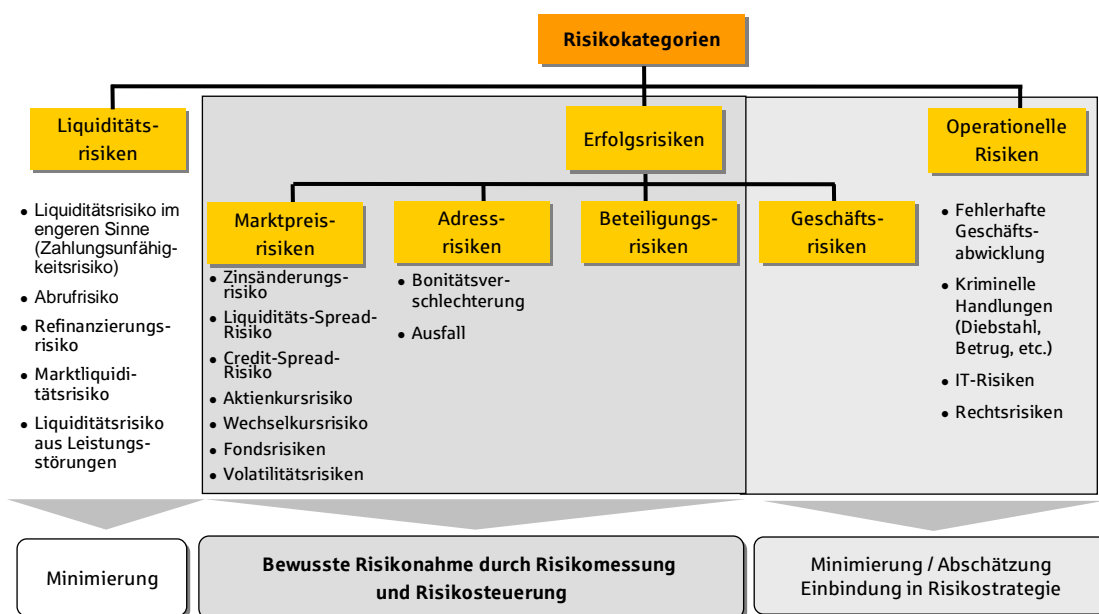 Risikokategorien
Liquiditäts-
risiken
Erfolgsrisiken
Operationelle
Risiken
Marktpreis-
risiken
Adress-
risiken
Beteiligungs-
risiken
Geschäfts-
risiken
• Liquiditätsrisiko im
engeren Sinne
(Zahlungsunfähig-
keitsrisiko)
• Abrufrisiko
• Refinanzierungs-
risiko
• Marktliquidi-
tätsrisiko
• Liquiditätsrisiko
aus Leistungs-
störungen
• Zinsänderungs-
risiko
• Liquiditäts-Spread-
Risiko
• Credit-Spread-
Risiko
• Aktienkursrisiko
• Wechselkursrisiko
• Fondsrisiken
• Volatilitätsrisiken
• Bonitätsver-
schlechterung
• Ausfall
• Fehlerhafte
Geschäfts-
abwicklung
• Kriminelle
Handlungen
(Diebstahl,
Betrug, etc.)
• IT-Risiken
• Rechtsrisiken
Minimierung
Bewusste Risikonahme durch Risikomessung
und Risikosteuerung
Minimierung / Abschätzung
Einbindung in Risikostrategie